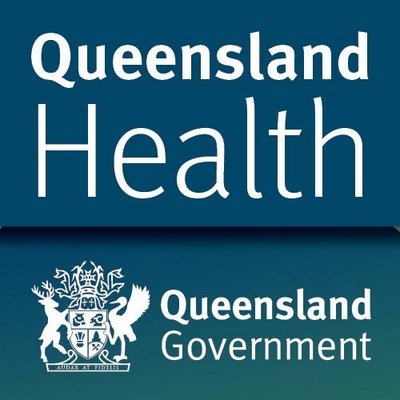 Queensland
Health
Queensland
Government
AUDAX AT FIDELIS